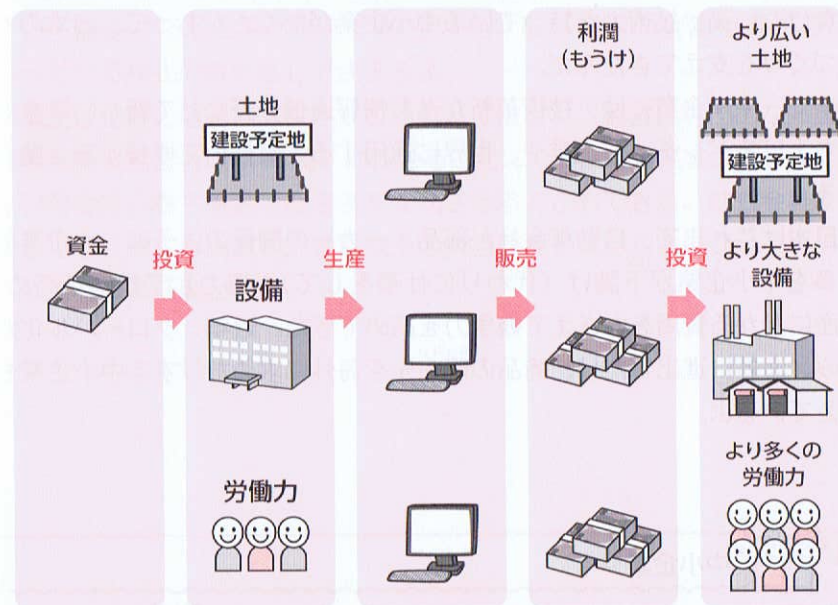 資金
投資
土地
建設予定地
設備
労働力
生産
販売
利潤
(もうけ)
投資
より広い
土地
建設予定地
より大きな
設備
より多くの
労働力